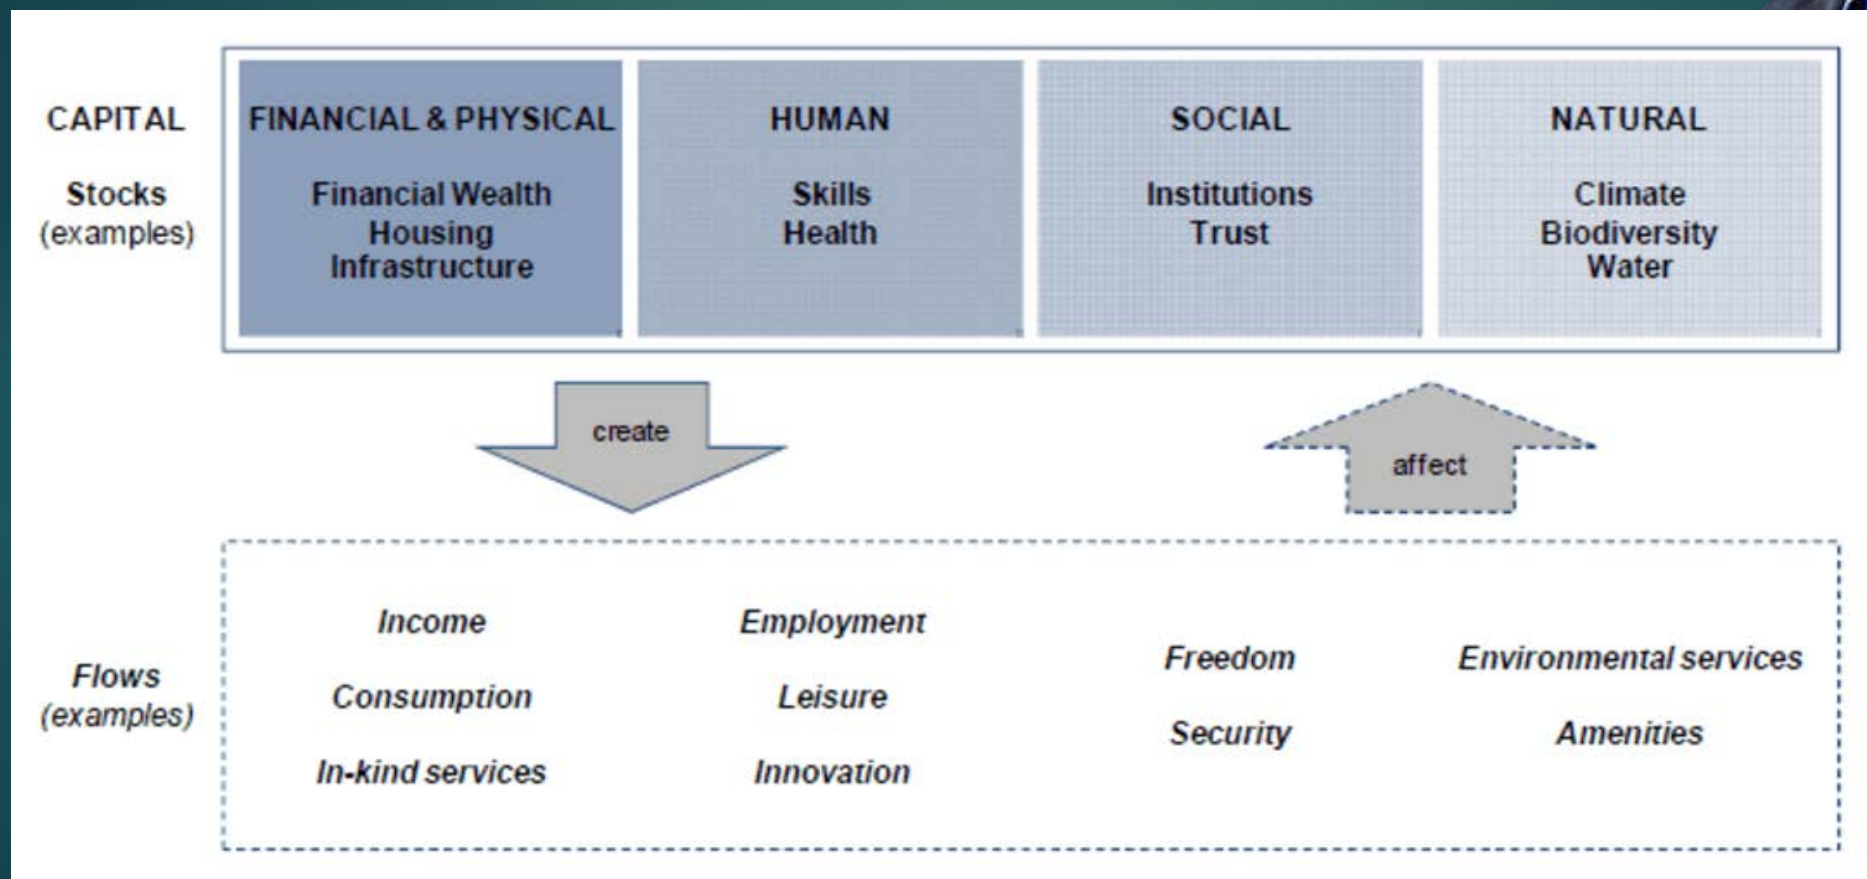 CAPITAL
Stocks
(examples)
FINANCIAL & PHYSICAL
Financial Wealth
Housing
Infrastructure
HUMAN
Skills
Health
SOCIAL
Institutions
Trust
NATURAL
Climate
Biodiversity
Water
create
affect
Flows
(examples)
Income
Consumption
In-kind services
Employment
Leisure
Innovation
Freedom
Security
Environmental services
Amenities